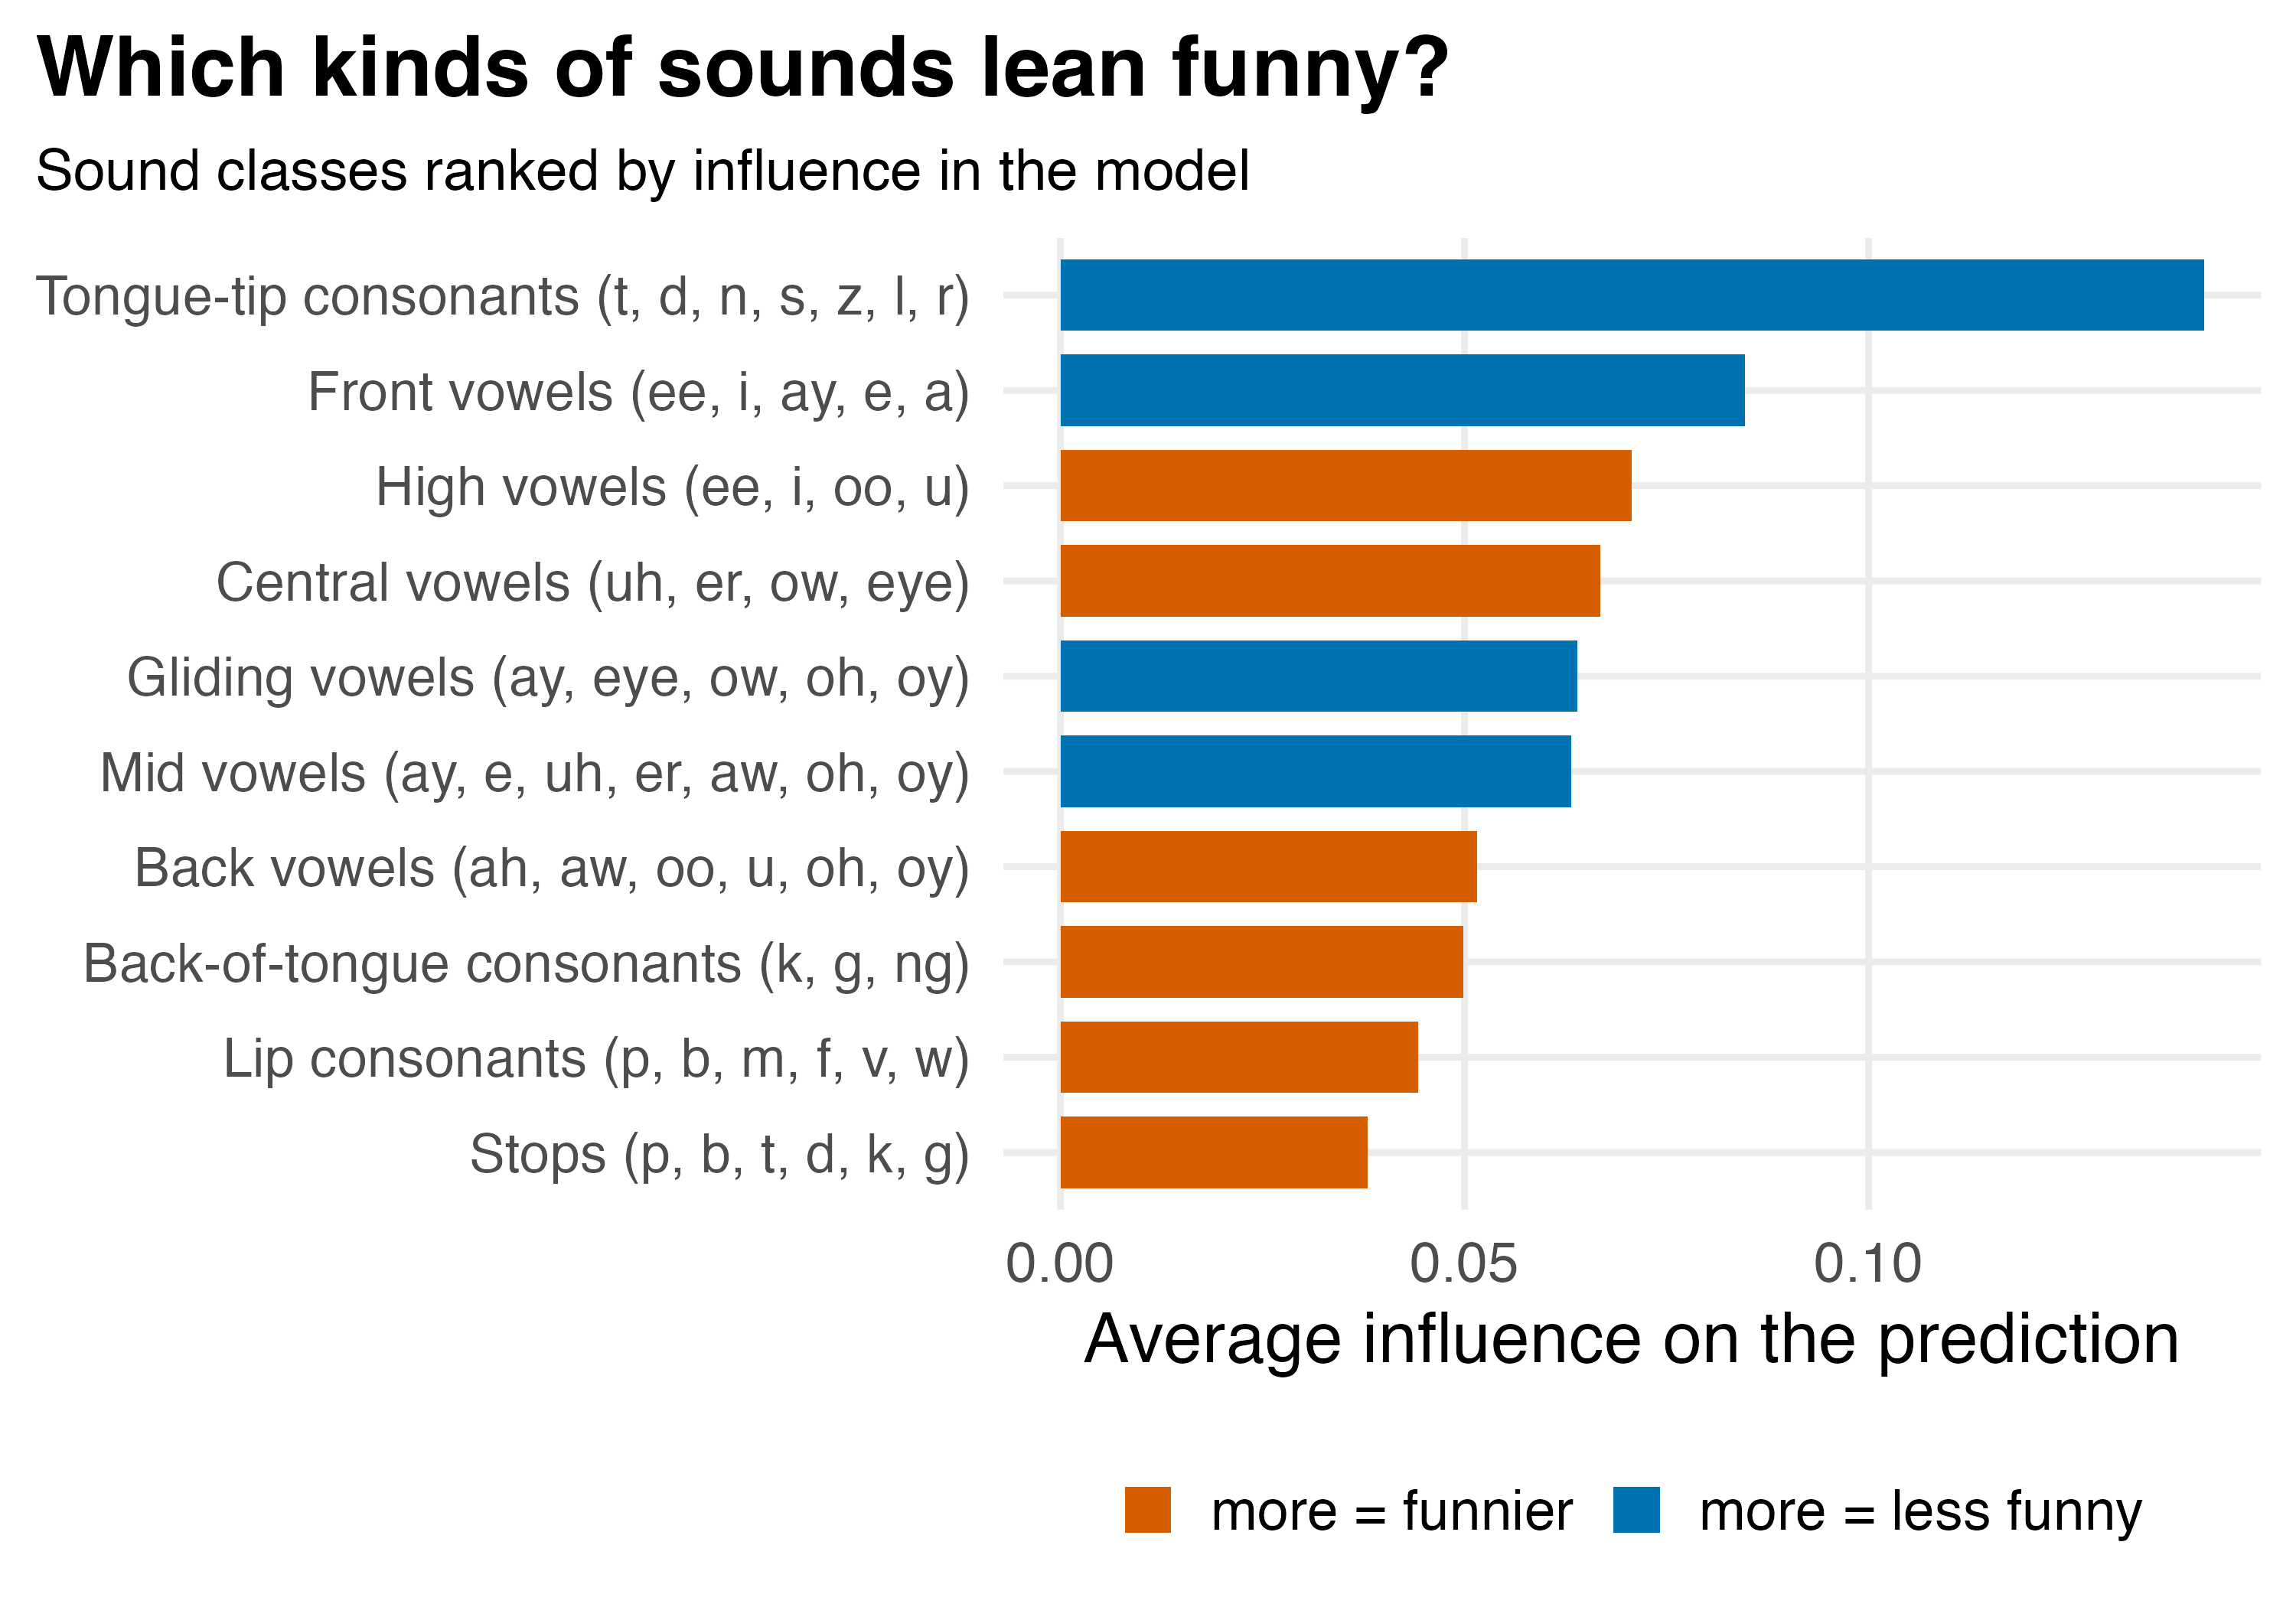 Which kinds of sounds lean funny?
Sound classes ranked by influence in the model
Tongue-tip consonants (t, d, n, s, z, l, r)
Front vowels (ee, i, ay, e, a)
High vowels (ee, i, oo, u)
Central vowels (uh, er, ow, eye)
Gliding vowels (ay, eye, ow, oh, oy)
Mid vowels (ay, e, uh, er, aw, oh, oy)
Back vowels (ah, aw, oo, u, oh, oy)
Back-of-tongue consonants (k, g, ng)
Lip consonants (p, b, m, f, v, w)
Stops (p, b, t, d, k, g)
0.00 0.05 0.10
Average influence on the prediction
more = funnier more = less funny